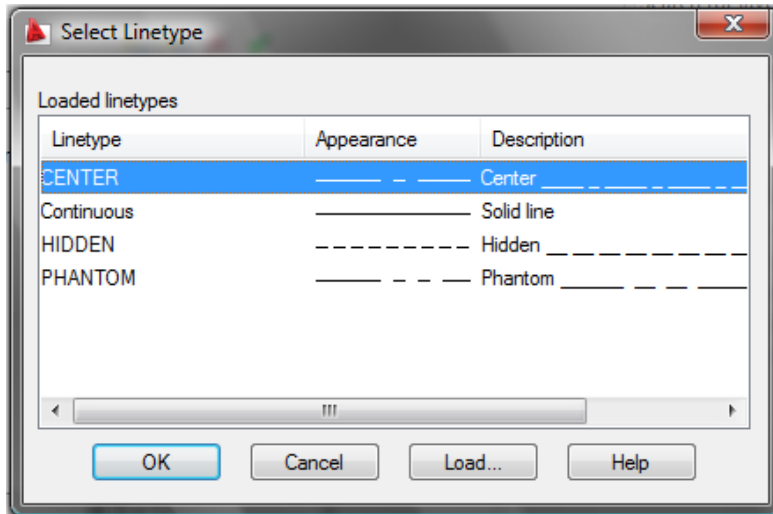 Select Linetype
Loaded linetypes
Linetype Appearance Description
CENTER Center
Continuous Solid line
HIDDEN Hidden
PHANTOM Phantom
OK Cancel Load... Help